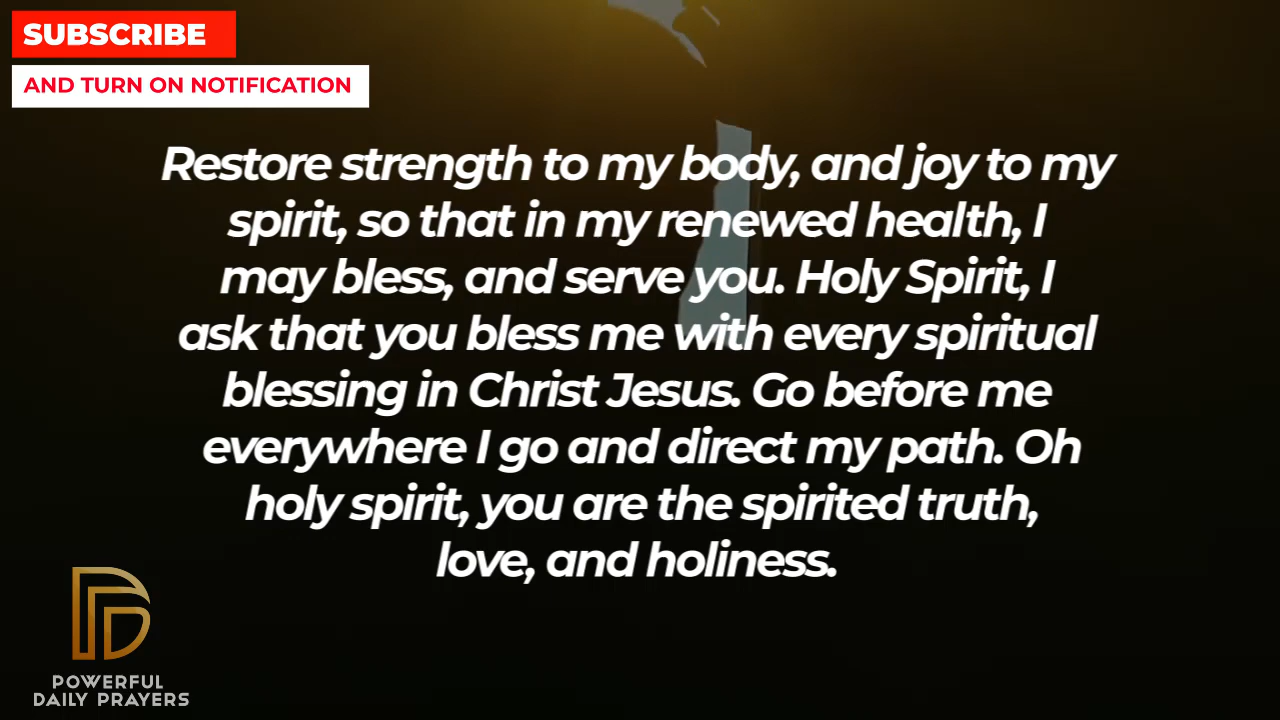 SUBSCRIBE
AND TURN ON NOTIFICATION
Restore strength to my body, and joy to my
spirit, so that in my renewed health, I
may bless, and serve you. Holy Spirit, I
ask that you bless me with every spiritual
blessing in Christ Jesus. Go before me
everywhere I go and direct my path. Oh
holy spirit, you are the spirited truth,
love, and holiness.
POWERFUL
DAILY PRAYERS